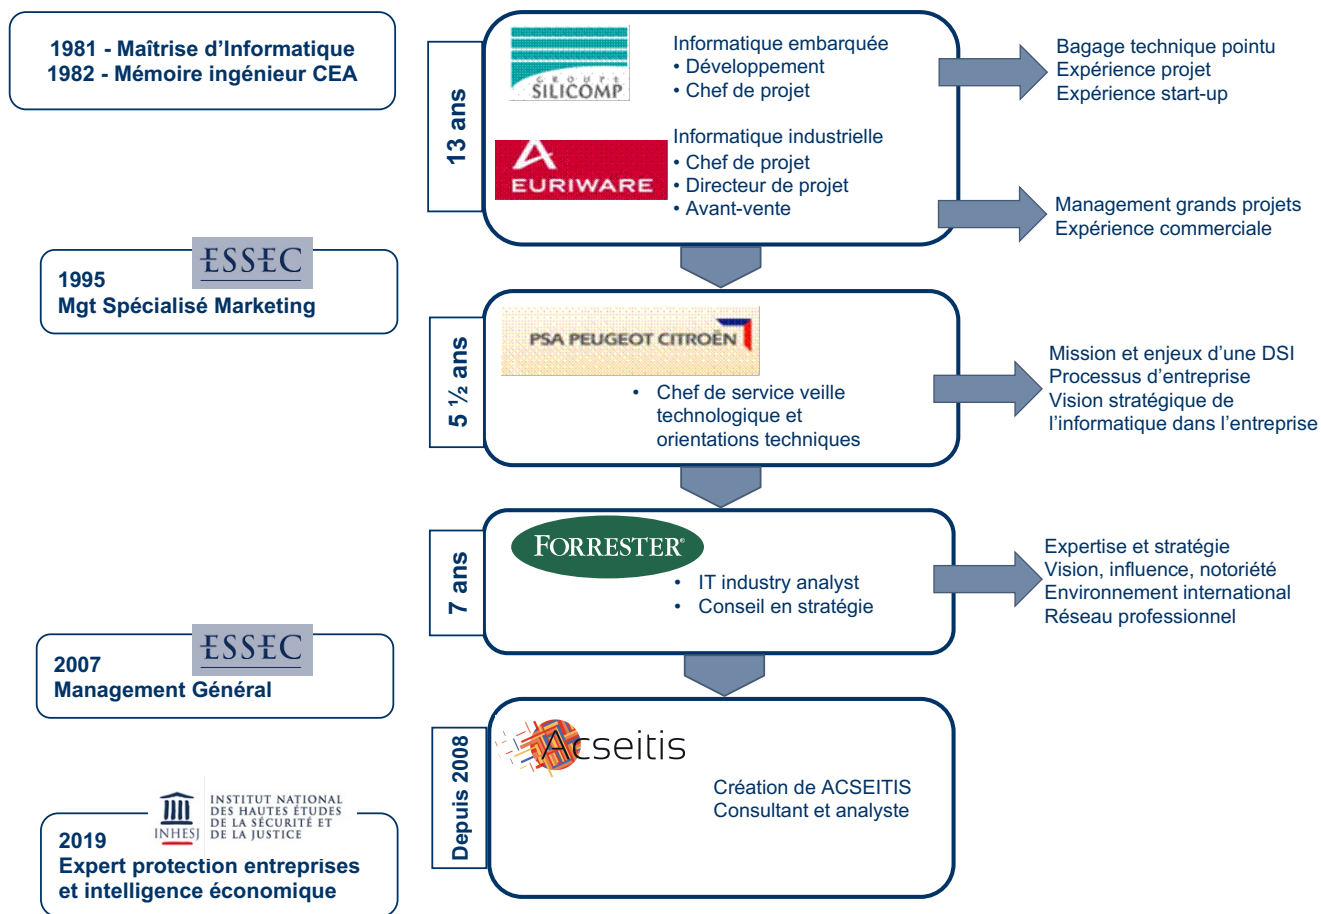 1981 - Maîtrise d'Informatique
1982 - Mémoire ingénieur CEA
13 ans
GROUPE
SILICOMP
Informatique embarquée
• Développement
• Chef de projet
EURIWARE
Informatique industrielle
• Chef de projet
• Directeur de projet
• Avant-vente
Bagage technique pointu
Expérience projet
Expérience start-up
Management grands projets
Expérience commerciale
ESSEC
1995
Mgt Spécialisé Marketing
5 ½ ans
PSA PEUGEOT CITROËN
• Chef de service veille
technologique et
orientations techniques
Mission et enjeux d'une DSI
Processus d'entreprise
Vision stratégique de
l'informatique dans l'entreprise
7 ans
FORRESTER®
• IT industry analyst
• Conseil en stratégie
Expertise et stratégie
Vision, influence, notoriété
Environnement international
Réseau professionnel
ESSEC
2007
Management Général
Depuis 2008
Acseitis
Création de ACSEITIS
Consultant et analyste
INHESJ
INSTITUT NATIONAL
DES HAUTES ÉTUDES
DE LA SÉCURITÉ ET
DE LA JUSTICE
2019
Expert protection entreprises
et intelligence économique